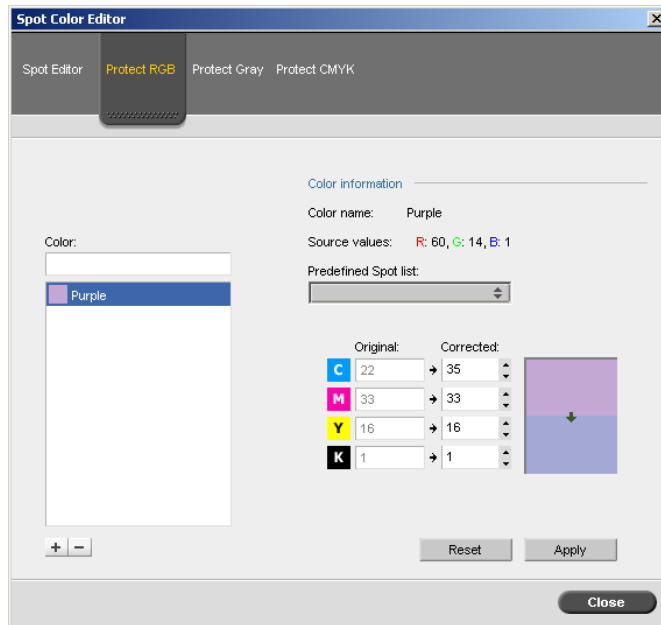 Spot Color Editor
Spot Editor Protect RGB Protect Gray Protect CMYK
Color information
Color name: Purple
Color:
Source values: R: 60, G: 14, B: 1
Predefined Spot list:
Purple
Original: Corrected:
C 22 35
M 33 33
Y 16 16
K 1 1
+ −
Reset Apply
Close